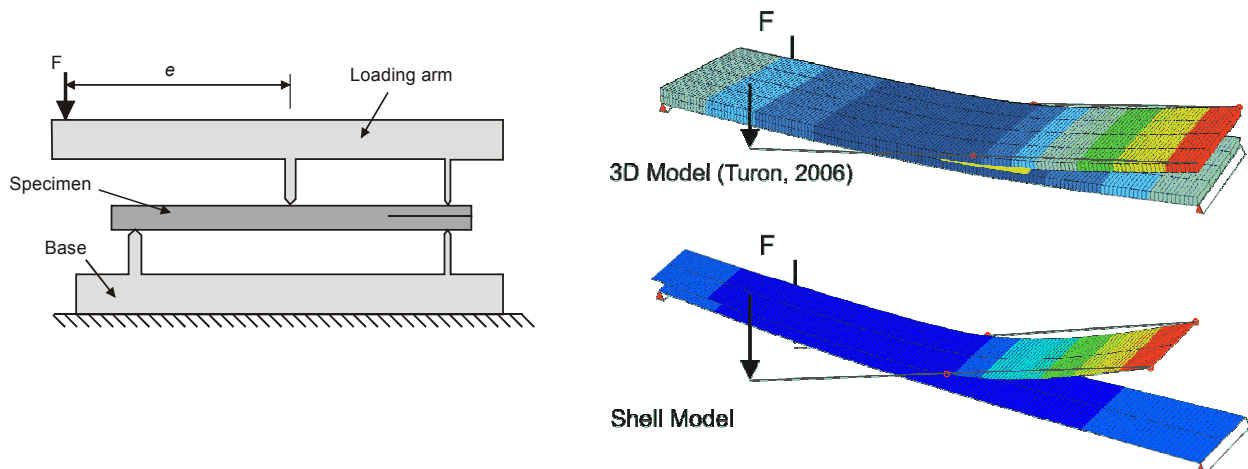 F
e
Loading arm
Specimen
Base
F
3D Model (Turon, 2006)
F
Shell Model